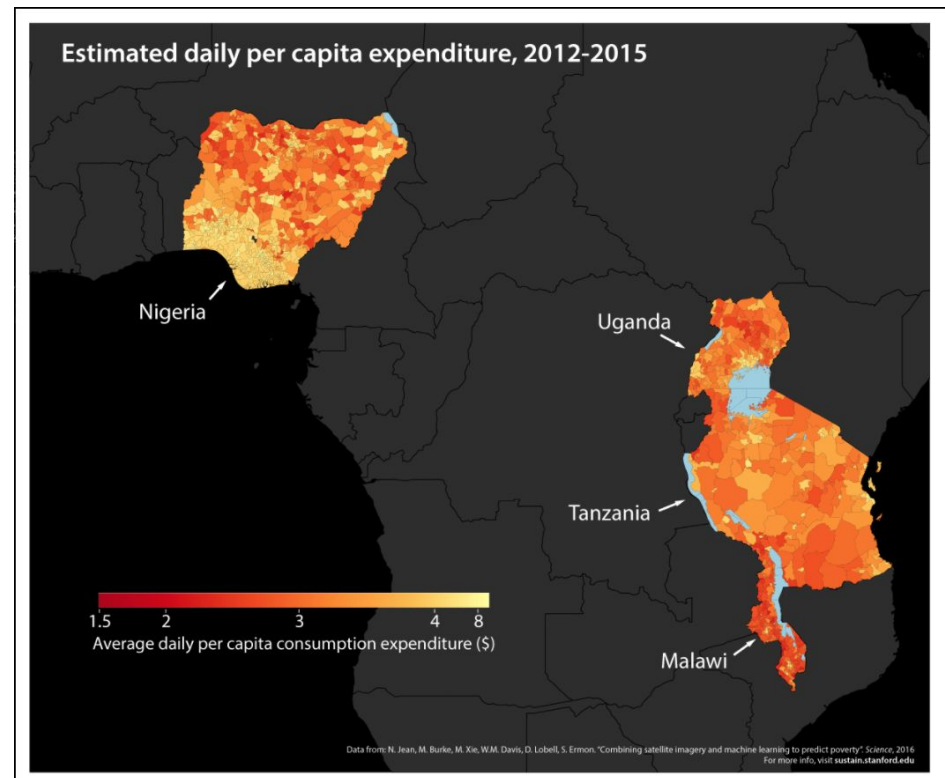 Estimated daily per capita expenditure, 2012-2015
Nigeria
Uganda
Tanzania
Malawi
1.5 2 3 4 8
Average daily per capita consumption expenditure ($)
Data from: N. Jean, M. Burke, M. Xie, W.M. Davis, D. Lobell, S. Ermon. "Combining satellite imagery and machine learning to predict poverty". Science, 2016
For more info, visit sustain.stanford.edu